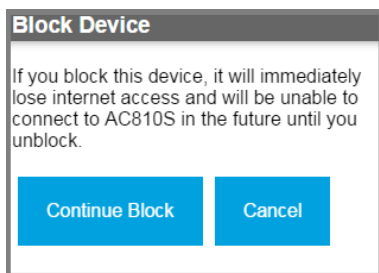 Block Device
If you block this device, it will immediately
lose internet access and will be unable to
connect to AC810S in the future until you
unblock.
Continue Block
Cancel